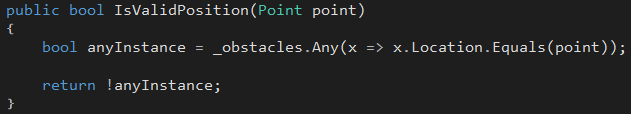 public bool IsValidPosition(Point point)
{
    bool anyInstance = _obstacles.Any(x => x.Location.Equals(point));
    return !anyInstance;
}